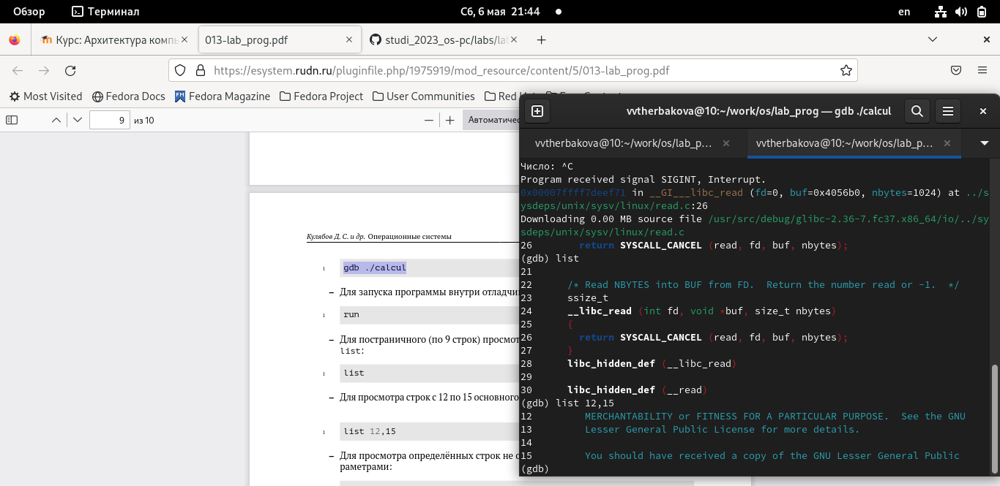 Обзор
Терминал
Сб, 6 мая 21:44
en
Курс: Архитектура комп
013-lab_prog.pdf
studi_2023_os-pc/labs/la
https://esystem.rudn.ru/pluginfile.php/1975919/mod_resource/content/5/013-lab_prog.pdf
Most Visited
Fedora Docs
Fedora Magazine
Fedora Project
User Communities
9
из 10
Кулябов Д. С. и др. Операционные системы
1
gdb ./calcul
– Для запуска программы внутри
1
run
– Для постраничного (по 9 строк)
list:
1
list
– Для просмотра строк с 12 по 15 основного
1
list 12,15
– Для просмотра определённых строк не
раметрами:
vvtherbakova@10:~/work/os/lab_prog — gdb ./calcul
vvtherbakova@10:~/work/os/lab_p...
vvtherbakova@10:~/work/os/lab_p...
Число: ^C
Program received signal SIGINT, Interrupt.
0x00007ffff7deef71 in __GI___libc_read (fd=0, buf=0x4056b0, nbytes=1024) at ../s
ysdeps/unix/sysv/linux/read.c:26
Downloading 0.00 MB source file /usr/src/debug/glibc-2.36-7.fc37.x86_64/io/../sy
sdeps/unix/sysv/linux/read.c
26        return SYSCALL_CANCEL (read, fd, buf, nbytes);
(gdb) list
21
22      /* Read NBYTES into BUF from FD.  Return the number read or -1.  */
23      ssize_t
24      __libc_read (int fd, void *buf, size_t nbytes)
25      {
26        return SYSCALL_CANCEL (read, fd, buf, nbytes);
27      }
28      libc_hidden_def (__libc_read)
29
30      libc_hidden_def (__read)
(gdb) list 12,15
12         MERCHANTABILITY or FITNESS FOR A PARTICULAR PURPOSE.  See the GNU
13         Lesser General Public License for more details.
14
15         You should have received a copy of the GNU Lesser General Public
(gdb)